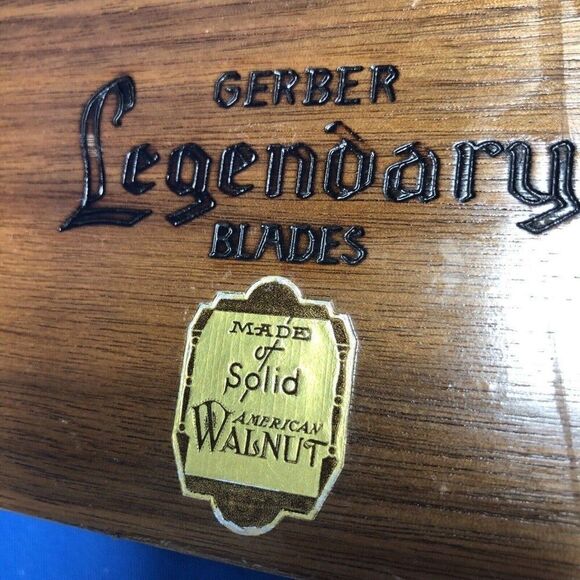 GERBER
Legendary
BLADES
MADE
of
Solid
AMERICAN
WALNUT